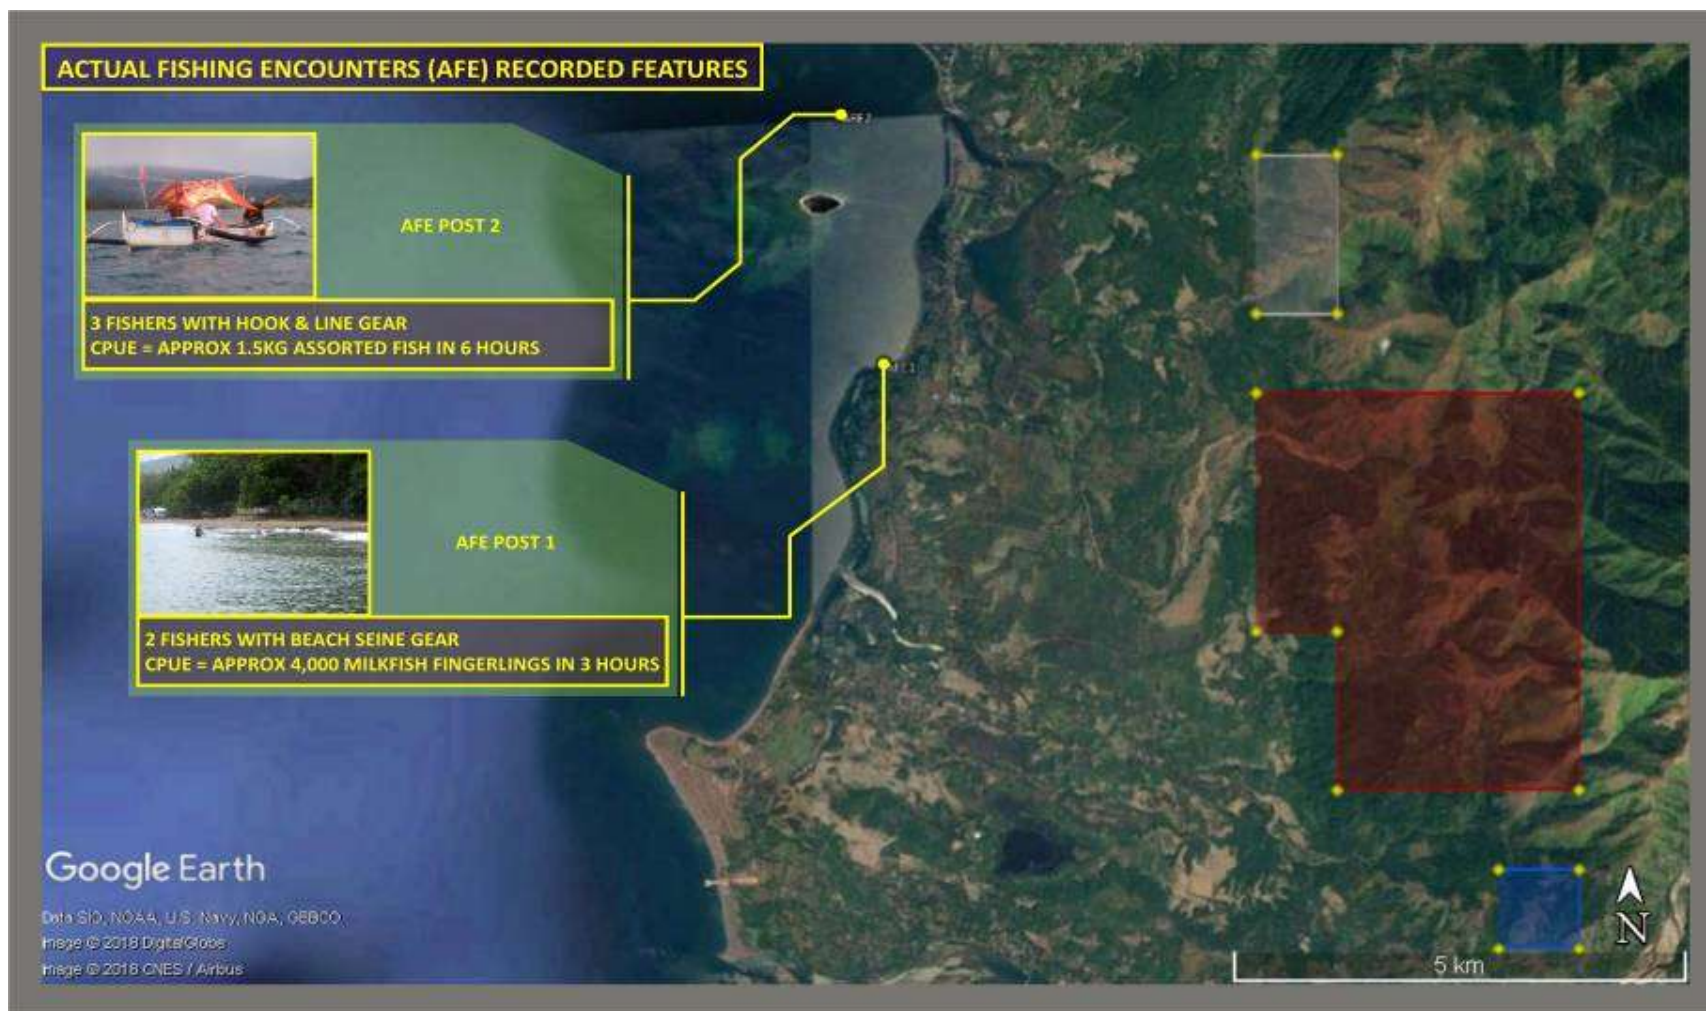 ACTUAL FISHING ENCOUNTERS (AFE) RECORDED FEATURES
AFE 2
AFE POST 2
3 FISHERS WITH HOOK & LINE GEAR
CPUE = APPROX 1.5KG ASSORTED FISH IN 6 HOURS
AFE POST 1
2 FISHERS WITH BEACH SEINE GEAR
CPUE = APPROX 4,000 MILKFISH FINGERLINGS IN 3 HOURS
Google Earth
Data SIO, NOAA, U.S. Navy, NGA, GEBCO
Image © 2018 DigitalGlobe
Image © 2018 CNES / Airbus
N
5 km